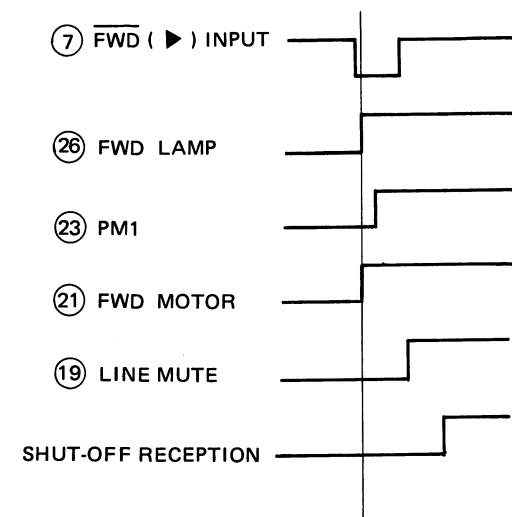 7 FWD ( ▶ ) INPUT
26 FWD LAMP
23 PM1
21 FWD MOTOR
19 LINE MUTE
SHUT-OFF RECEPTION